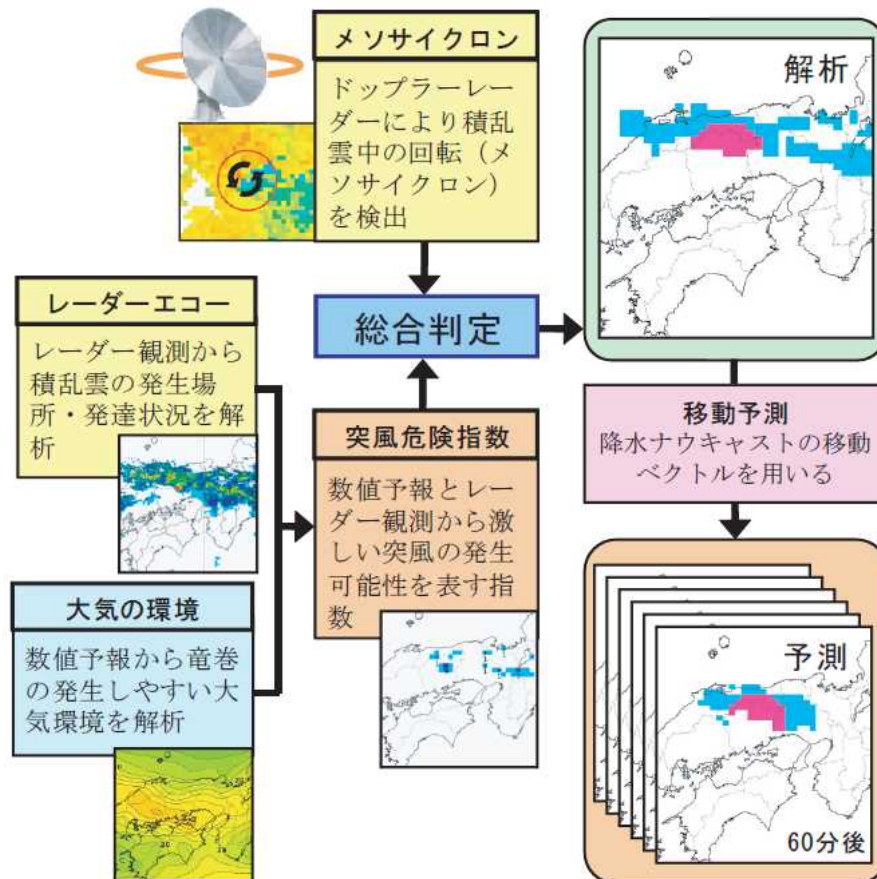 メソサイクロン
ドップラーレー
ダーにより積乱
雲中の回転（メ
ソサイクロン）
を検出
レーダーエコー
レーダー観測から
積乱雲の発生場
所・発達状況を解
析
大気の環境
数値予報から竜巻
の発生しやすい大
気環境を解析
突風危険指数
数値予報とレー
ダー観測から激
しい突風の発生
可能性を表す指
数
総合判定
解析
移動予測
降水ナウキャストの移動
ベクトルを用いる
予測
60分後